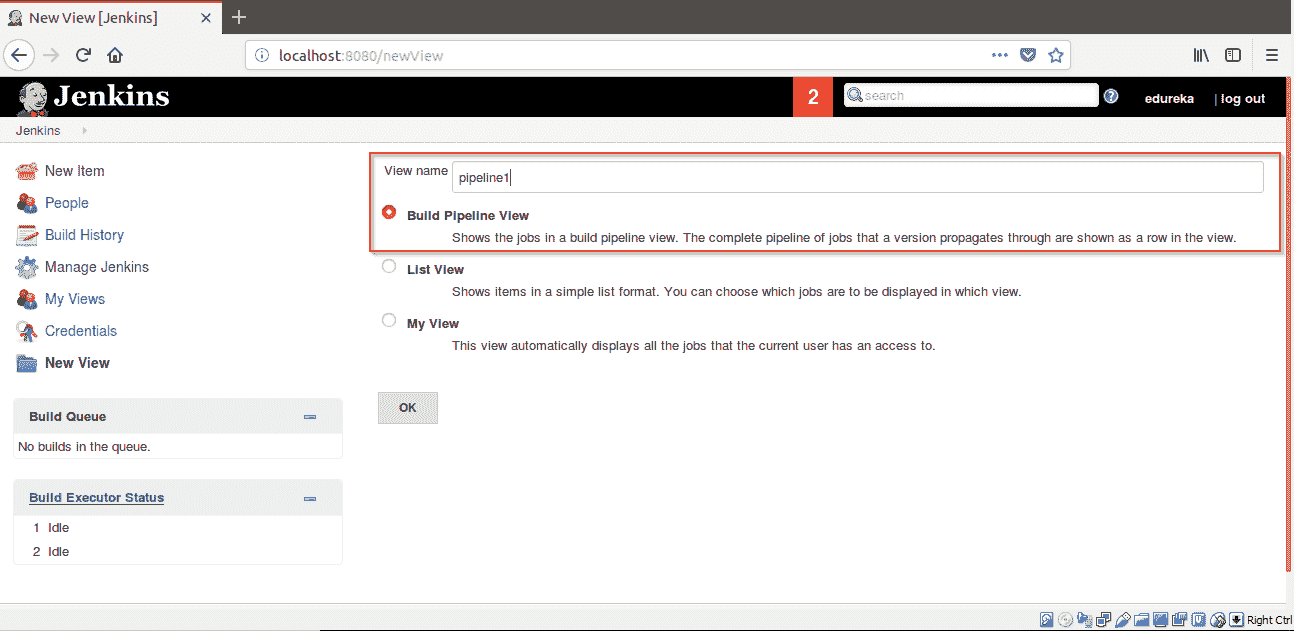 New View [Jenkins]
localhost:8080/newView
Jenkins
2
search
edureka
| log out
Jenkins
New Item
People
Build History
Manage Jenkins
My Views
Credentials
New View
Build Queue
No builds in the queue.
Build Executor Status
1 Idle
2 Idle
View name
pipeline1
Build Pipeline View
Shows the jobs in a build pipeline view. The complete pipeline of jobs that a version propagates through are shown as a row in the view.
List View
Shows items in a simple list format. You can choose which jobs are to be displayed in which view.
My View
This view automatically displays all the jobs that the current user has an access to.
OK
Right Ctrl